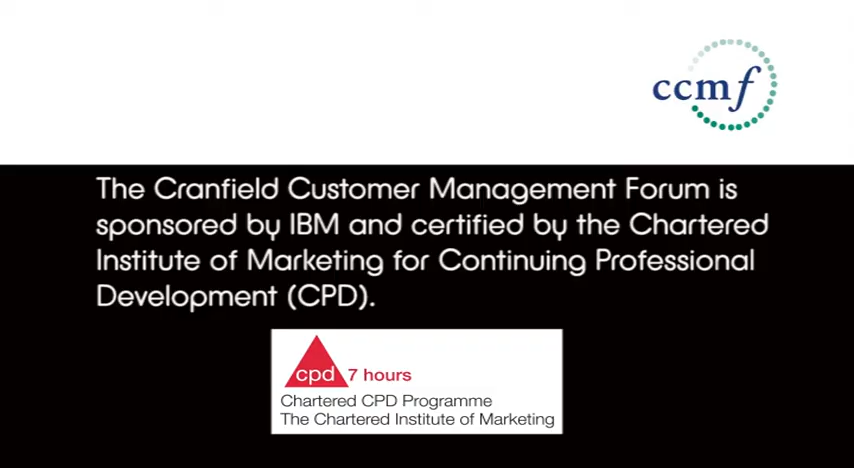 ccmf
The Cranfield Customer Management Forum is
sponsored by IBM and certified by the Chartered
Institute of Marketing for Continuing Professional
Development (CPD).
cpd 7 hours
Chartered CPD Programme
The Chartered Institute of Marketing